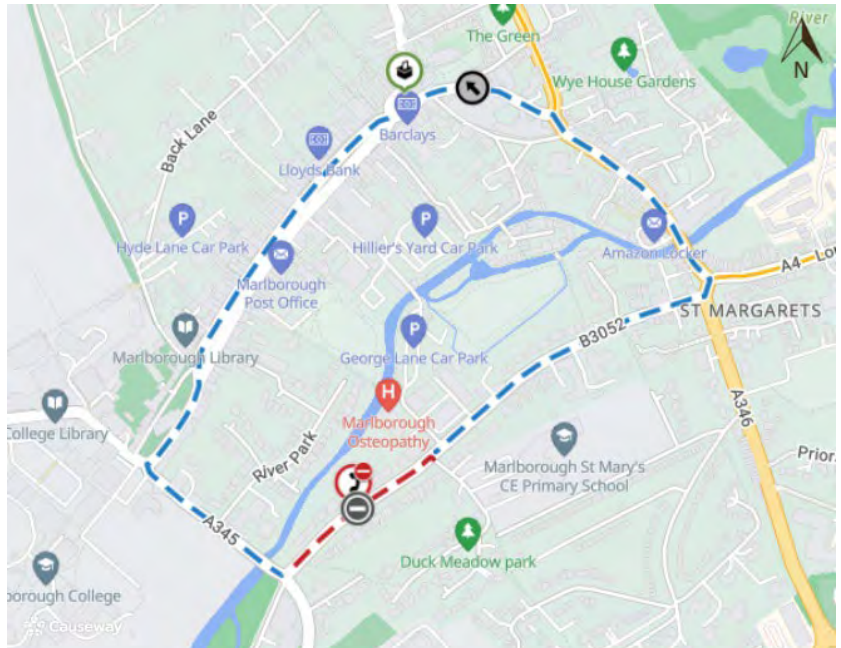 River
The Green
N
Wye House Gardens
Back Lane
Barclays
Lloyds Bank
P
P
Hyde Lane Car Park
Hillier's Yard Car Park
Amazon Locker
A4
Marlborough
Post Office
ST MARGARETS
B3052
P
Marlborough Library
George Lane Car Park
H
A346
College Library
Marlborough
Osteopathy
River Park
Marlborough St Mary's
CE Primary School
Prior.
A345
Duck Meadow park
borough College
Causeway